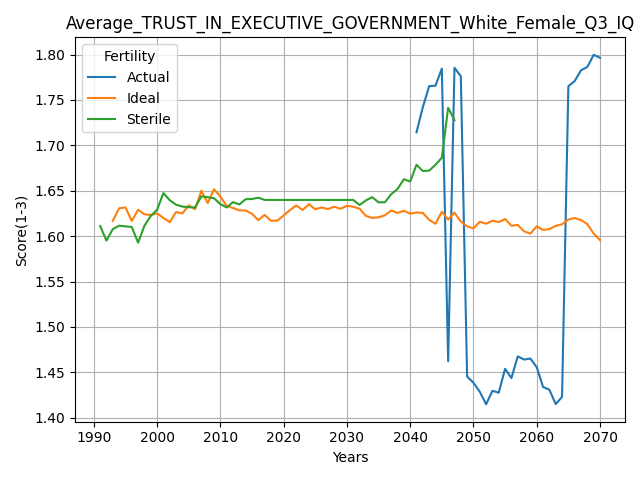 Average_TRUST_IN_EXECUTIVE_GOVERNMENT_White_Female_Q3_IQ
Fertility
Actual
Ideal
Sterile
Score(1-3)
1.80
1.75
1.70
1.65
1.60
1.55
1.50
1.45
1.40
1990 2000 2010 2020 2030 2040 2050 2060 2070
Years